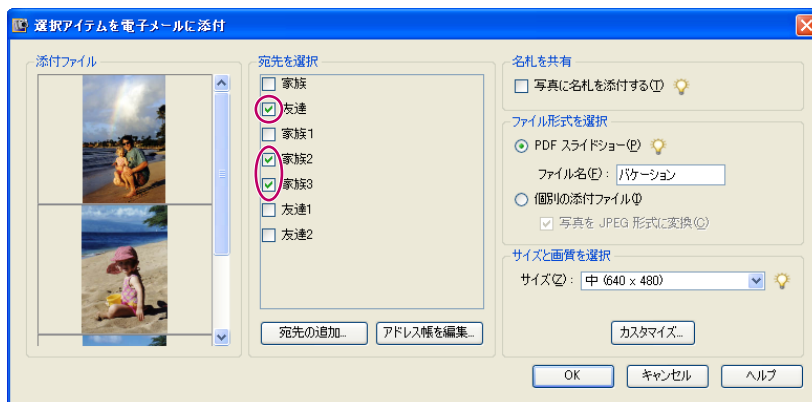 選択アイテムを電子メールに添付
添付ファイル
宛先を選択
家族
友達
家族1
家族2
家族3
友達1
友達2
宛先の追加...
アドレス帳を編集...
名札を共有
写真に名札を添付する(T)
ファイル形式を選択
PDF スライドショー(P)
ファイル名(F): バケーション
個別の添付ファイル(I)
写真を JPEG 形式に変換(C)
サイズと画質を選択
サイズ(Z): 中 (640 x 480)
カスタマイズ...
OK
キャンセル
ヘルプ